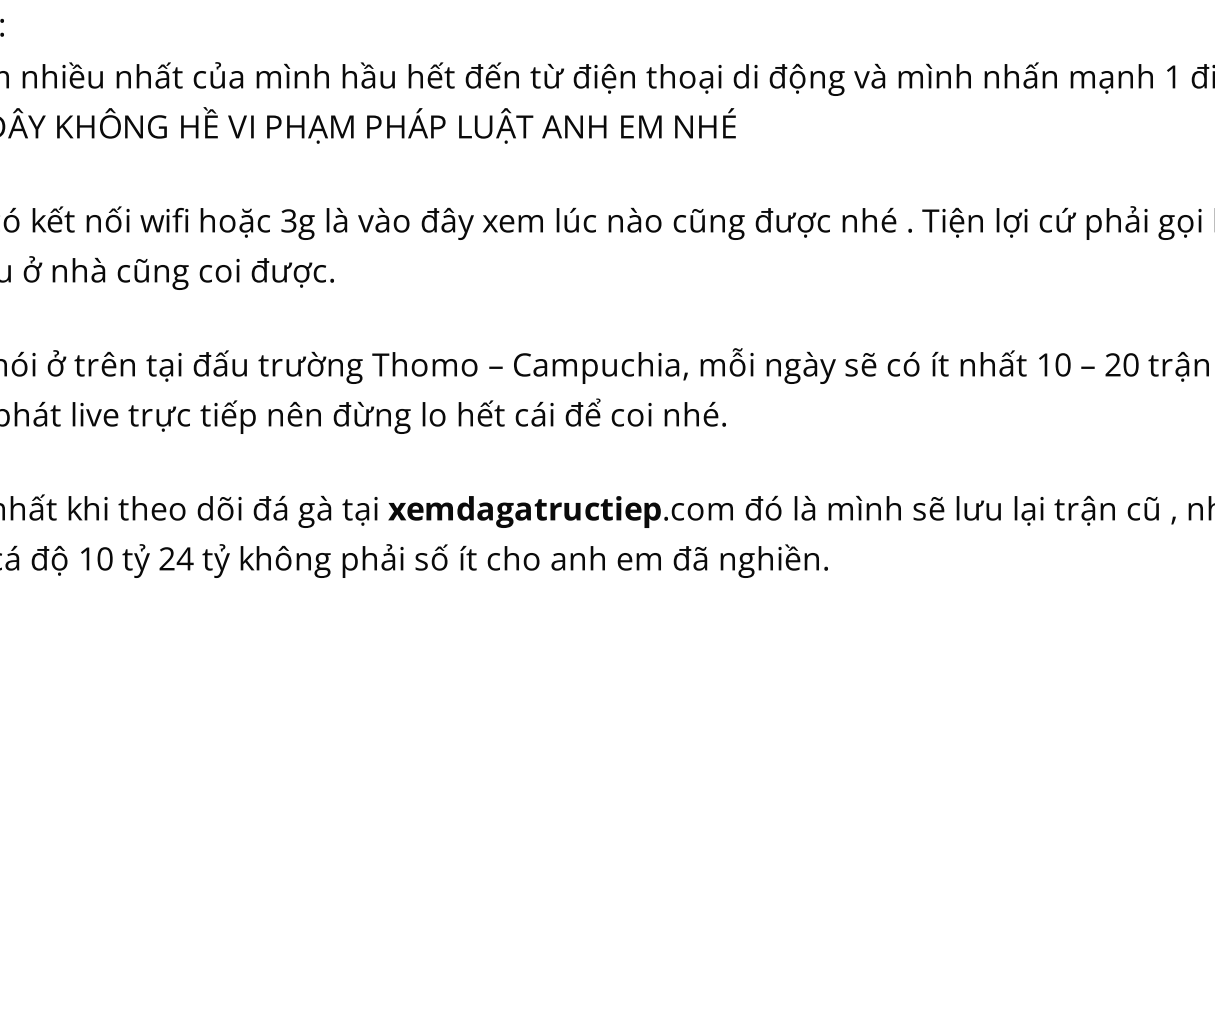 :
nhiều nhất của mình hầu hết đến từ điện thoại di động và mình nhấn mạnh 1
ĐÂY KHÔNG HỀ VI PHẠM PHÁP LUẬT ANH EM NHÉ
kết nối wifi hoặc 3g là vào đây xem lúc nào cũng được nhé . Tiện lợi cứ phải gọi
ở nhà cũng coi được.
nói ở trên tại đấu trường Thomo – Campuchia, mỗi ngày sẽ có ít nhất 10 – 20 trận
phát live trực tiếp nên đừng lo hết cái để coi nhé.
nhất khi theo dõi đá gà tại xemdagatructiep.com đó là mình sẽ lưu lại trận cũ ,
cá độ 10 tỷ 24 tỷ không phải số ít cho anh em đã nghiền.